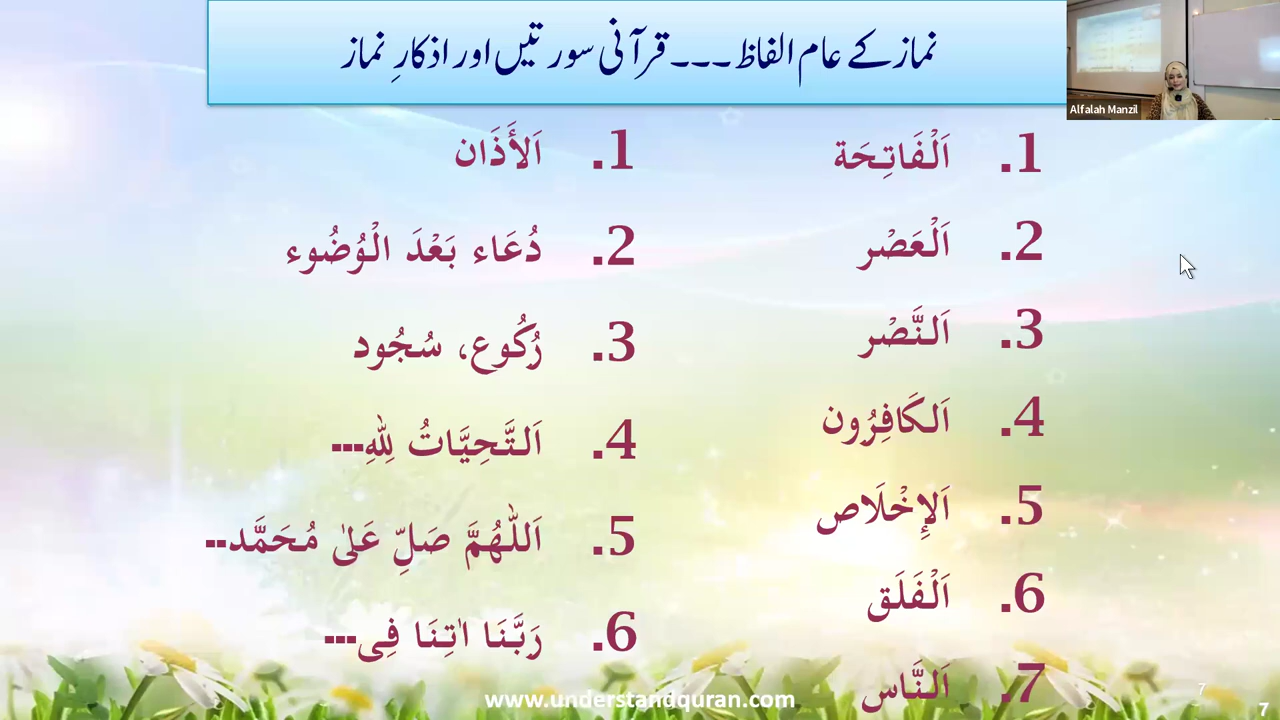 نماز کے عام الفاظ ۔۔۔ قرآنی سورتیں اور اذکارِ نماز
Alfalah Manzil
1. اَلْفَاتِحَة
2. اَلْعَصْر
3. اَلنَّصْر
4. اَلكَافِرُون
5. اَلإِخْلَاص
6. اَلْفَلَق
7. اَلنَّاس
1. اَلأَذَان
2. دُعَاء بَعْدَ الْوُضُوء
3. رُكُوع، سُجُود
4. اَلتَّحِيَّاتُ لِلّٰهِ---
5. اَللّٰهُمَّ صَلِّ عَلىٰ مُحَمَّد--
6. رَبَّنَا اٰتِنَا فِى---
www.understandquran.com
7
7